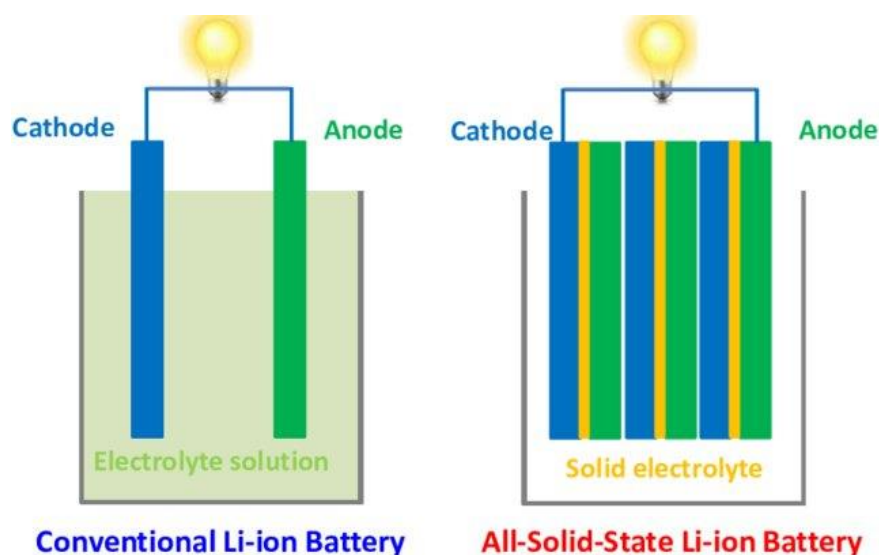 Cathode
Anode
Electrolyte solution
Conventional Li-ion Battery
Cathode
Anode
Solid electrolyte
All-Solid-State Li-ion Battery